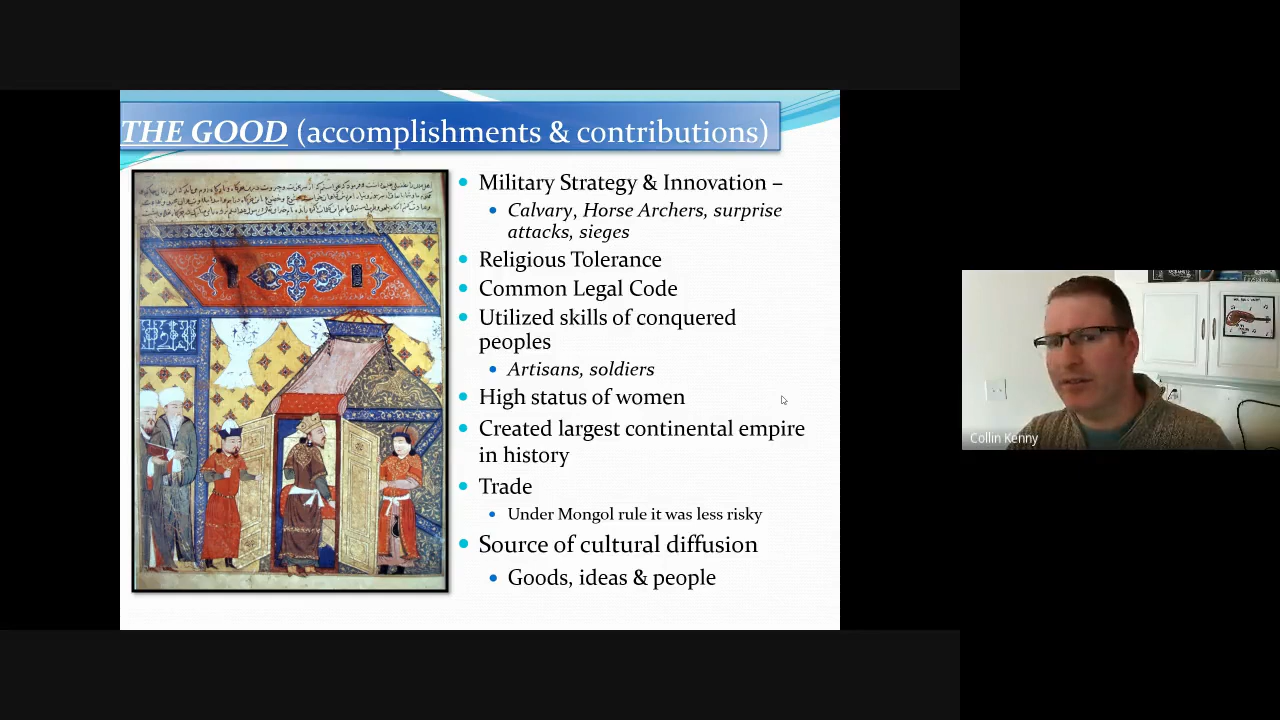 THE GOOD (accomplishments & contributions)
Military Strategy & Innovation –
Calvary, Horse Archers, surprise
attacks, sieges
Religious Tolerance
Common Legal Code
Utilized skills of conquered
peoples
Artisans, soldiers
High status of women
Created largest continental empire
in history
Trade
Under Mongol rule it was less risky
Source of cultural diffusion
Goods, ideas & people
Collin Kenny